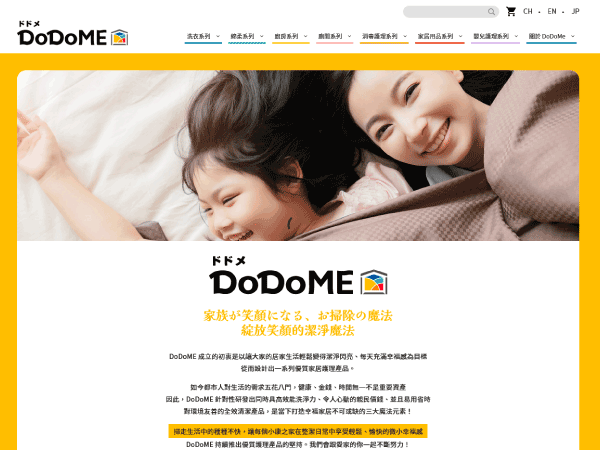 CH • EN • JP
ドドメ
DoDoME
洗衣系列 綿柔系列 廚房系列 廁間系列 消毒護理系列 家居用品系列 嬰兒護理系列 關於 DoDoMe
ドドメ
DoDoME
家族が笑顔になる、お掃除の魔法
綻放笑顏的潔淨魔法
DoDoME 成立的初衷是以讓大家的居家生活輕鬆變得潔淨閃亮、每天充滿幸福感為目標
從而設計出一系列優質家居護理產品。
如今都市人對生活的需求五花八門，健康、金錢、時間無一不是重要資產
因此，DoDoME 針對性研發出同時具高效能洗淨力、令人心動的親民價錢、並且易用省時
對環境友善的全效清潔產品，是當下打造幸福家居不可或缺的三大魔法元素！
掃走生活中的種種不快，讓每個小康之家在整潔日常中享受輕鬆、愉快的微小幸福感
DoDoME 持續推出優質護理產品的堅持。我們會跟愛家的你一起不斷努力！